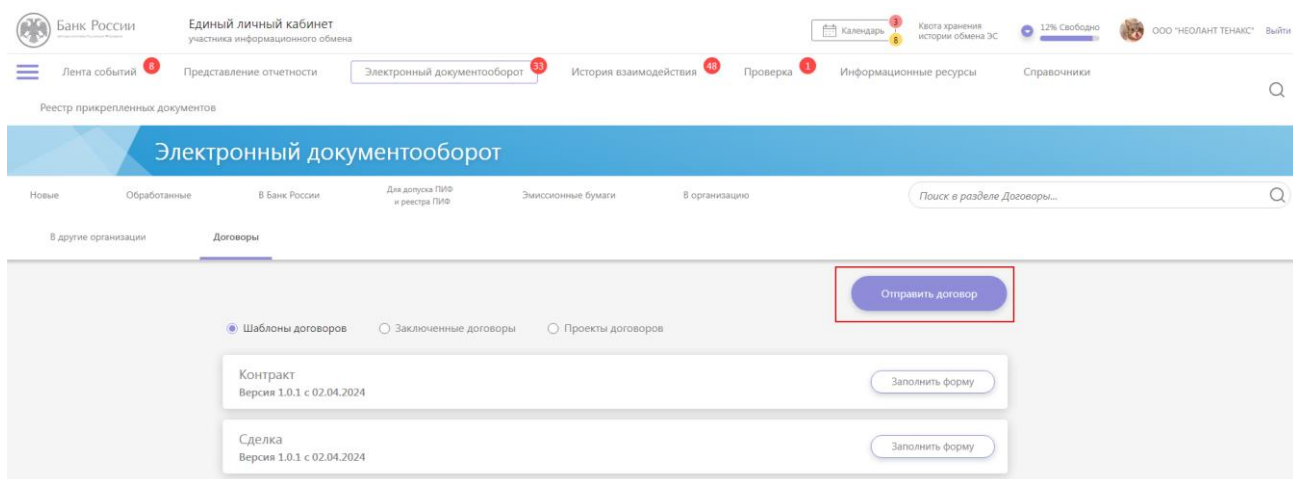 Банк России
Единый личный кабинет
участника информационного обмена
Календарь
3
8
Квота хранения
истории обмена ЭС
12% Свободно
ООО "НЕОЛАНТ ТЕНАКС"
Выйти
Лента событий 8
Представление отчетности
Электронный документооборот 33
История взаимодействия 48
Проверка 1
Информационные ресурсы
Справочники
Реестр прикрепленных документов
Электронный документооборот
Новые
Обработанные
В Банк России
Для допуска ПИФ
и реестра ПИФ
Эмиссионные бумаги
В организацию
Поиск в разделе Договоры...
В другие организации
Договоры
Отправить договор
Шаблоны договоров
Заключенные договоры
Проекты договоров
Контракт
Версия 1.0.1 с 02.04.2024
Заполнить форму
Сделка
Версия 1.0.1 с 02.04.2024
Заполнить форму